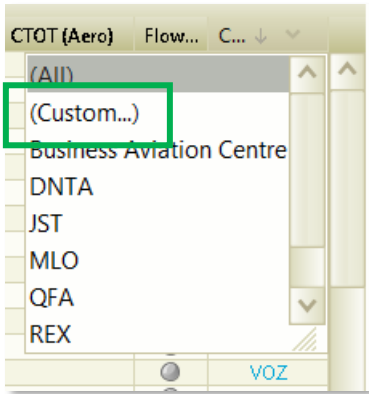 CTOT (Aero) Flow... C...
(All)
(Custom...)
Business Aviation Centre
DNTA
JST
MLO
QFA
REX
VOZ